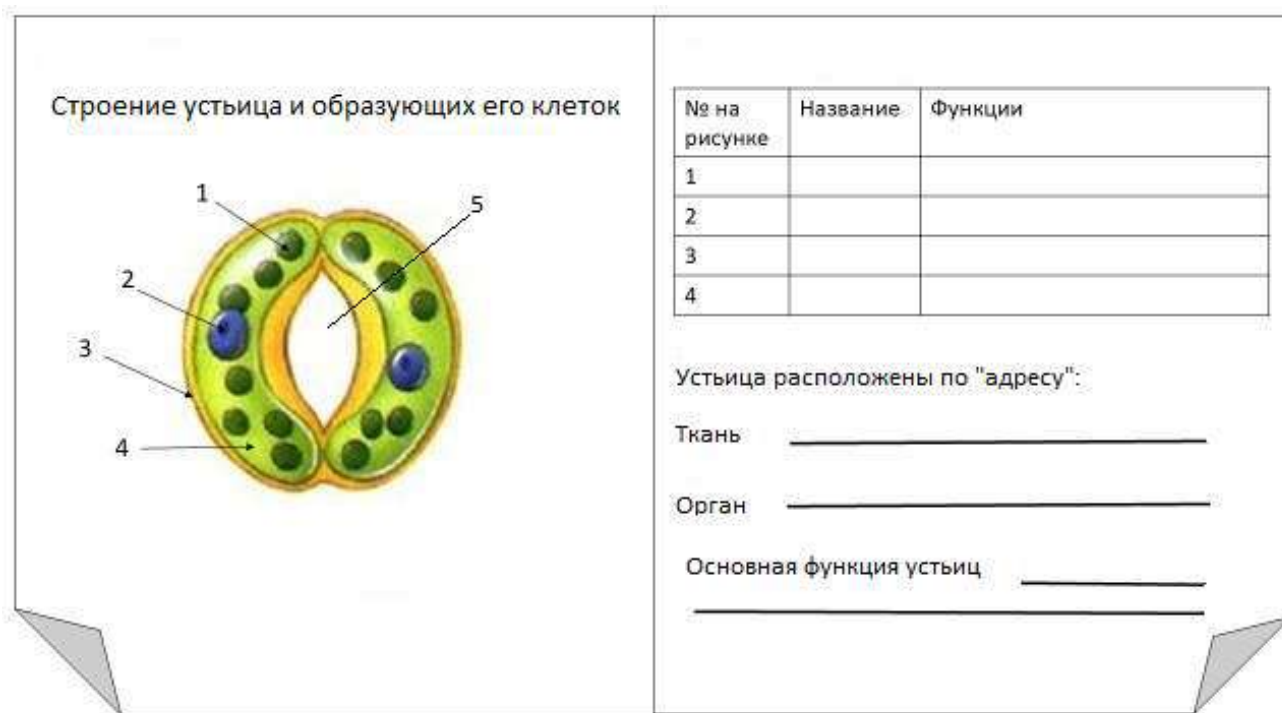 Строение устьица и образующих его клеток
1
2
3
4
5
№ на рисунке Название Функции
1
2
3
4
Устьица расположены по "адресу":
Ткань
Орган
Основная функция устьиц